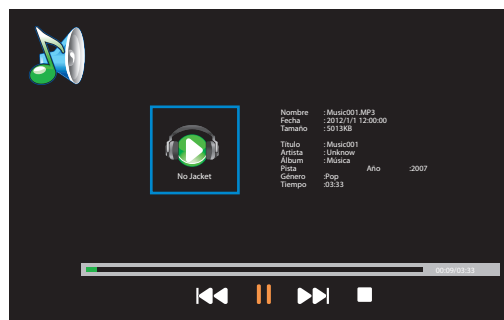 Nombre : Music001.MP3
Fecha : 2012/1/1 12:00:00
Tamaño : 5013KB
Título : Music001
Artista : Unknow
Álbum : Música
Pista Año :2007
Género :Pop
Tiempo :03:33
No Jacket
00:09/03:33